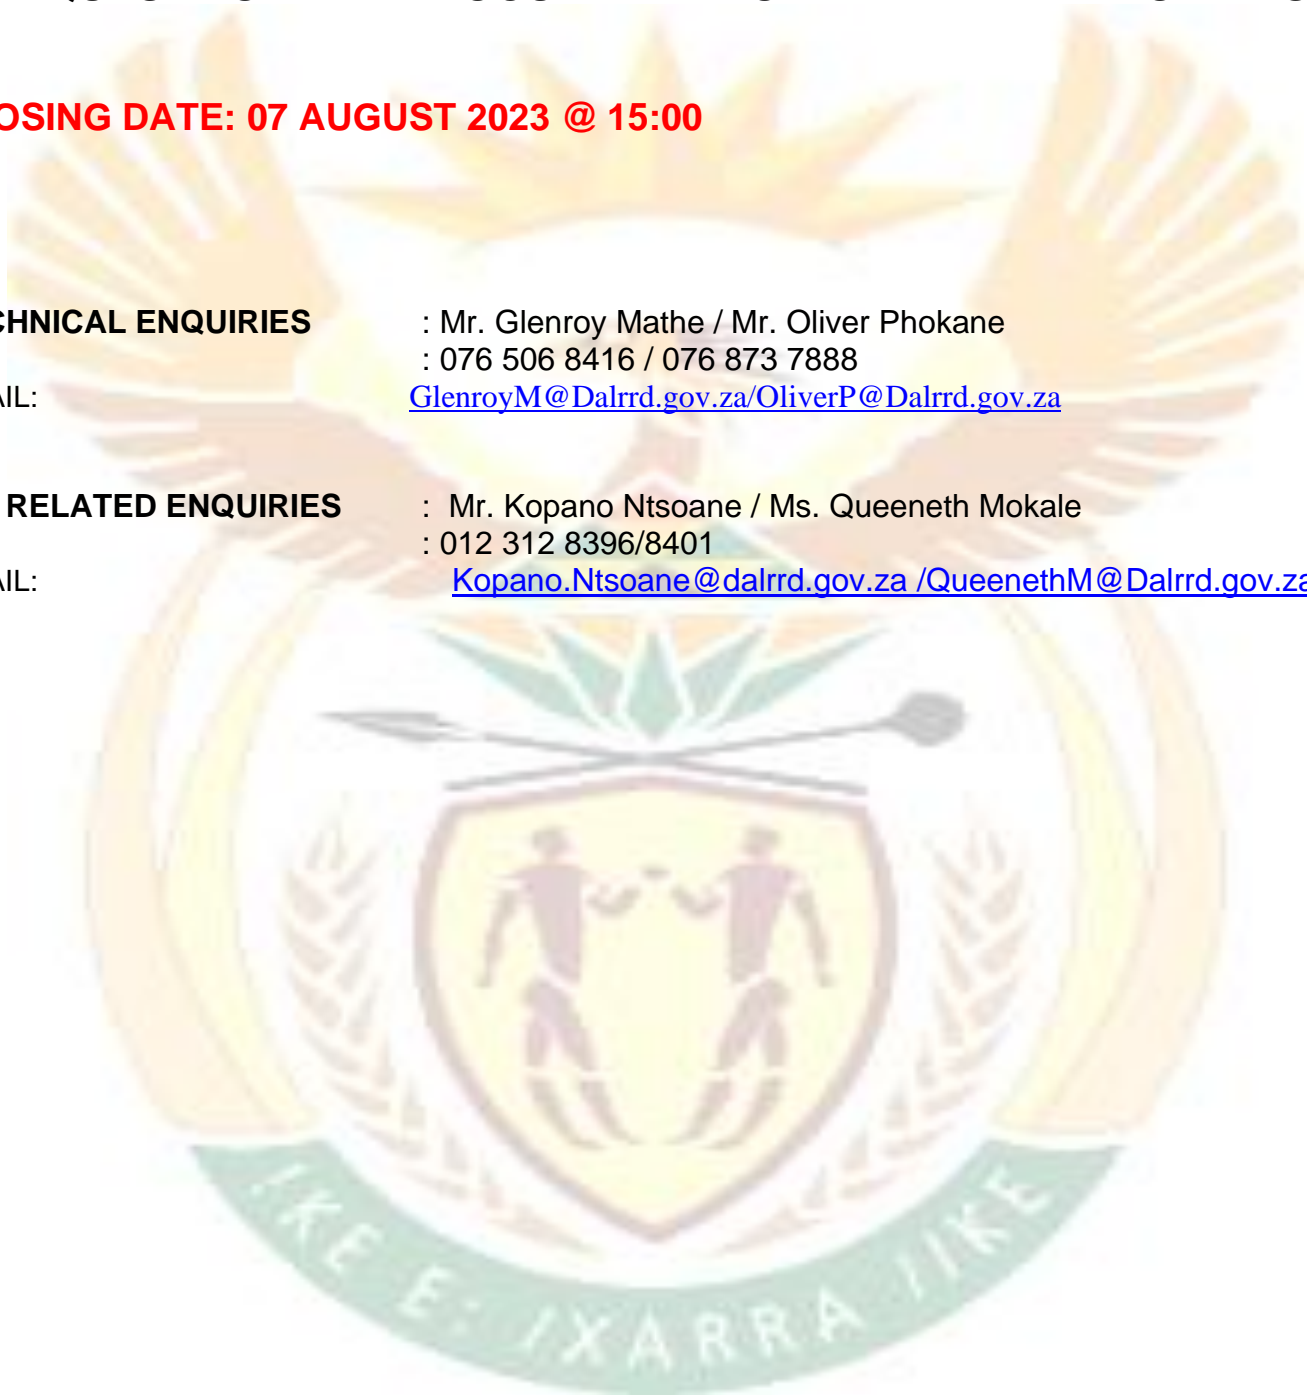 OSING DATE: 07 AUGUST 2023 @ 15:00
CHNICAL ENQUIRIES : Mr. Glenroy Mathe / Mr. Oliver Phokane
: 076 506 8416 / 076 873 7888
AIL: GlenroyM@Dalrrd.gov.za/OliverP@Dalrrd.gov.za
RELATED ENQUIRIES : Mr. Kopano Ntsoane / Ms. Queeneth Mokale
: 012 312 8396/8401
AIL: Kopano.Ntsoane@dalrrd.gov.za /QueenethM@Dalrrd.gov.za
!KE E: /XARRA //KE